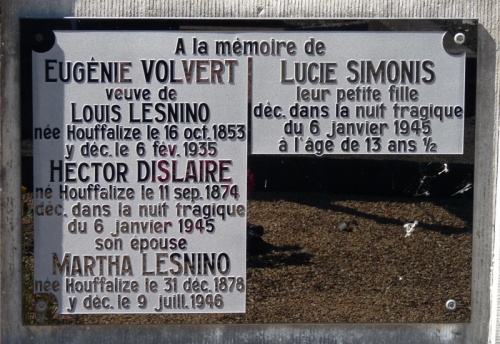 A la mémoire de
EUGÊNIE VOLVERT
veuve de
LOUIS LESNINO
née Houffalize le 16 oct. 1853
y déc. le 6 fév. 1935
HECTOR DISLAIRE
né Houffalize le 11 sep. 1874
déc. dans la nuit tragique
du 6 janvier 1945
son épouse
MARTHA LESNINO
née Houffalize le 31 déc. 1878
y déc. le 9 juill. 1946
LUCIE SIMONIS
leur petite fille
déc. dans la nuit tragique
du 6 janvier 1945
à l'âge de 13 ans ½